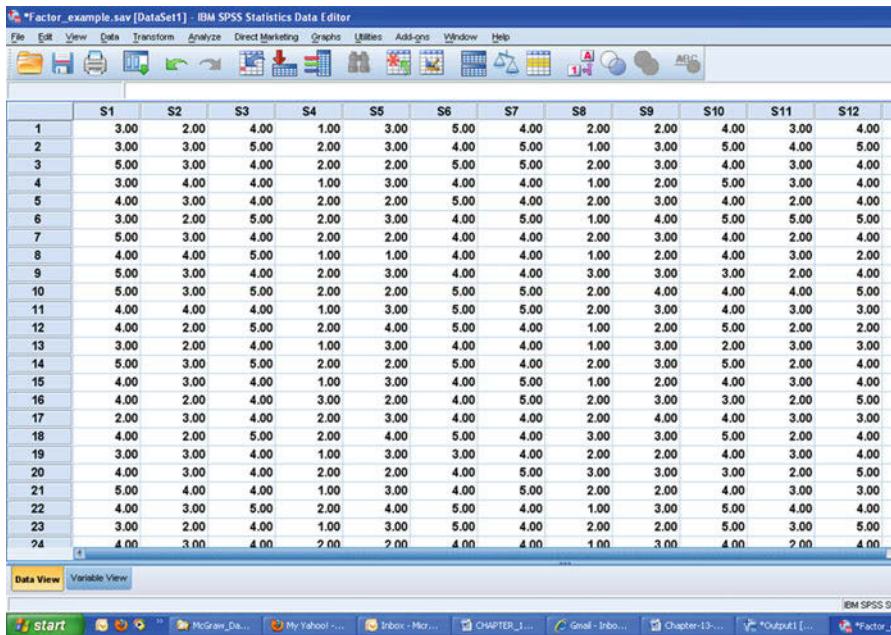 *Factor_example.sav [DataSet1] - IBM SPSS Statistics Data Editor
File Edit View Data Transform Analyze Direct Marketing Graphs Utilities Add-ons Window Help
S1 S2 S3 S4 S5 S6 S7 S8 S9 S10 S11 S12
1 3.00 2.00 4.00 1.00 3.00 5.00 4.00 2.00 2.00 4.00 3.00 4.00
2 3.00 3.00 5.00 2.00 3.00 4.00 5.00 1.00 3.00 5.00 4.00 5.00
3 5.00 3.00 4.00 2.00 2.00 5.00 5.00 2.00 3.00 4.00 3.00 4.00
4 3.00 4.00 4.00 1.00 3.00 4.00 4.00 1.00 2.00 5.00 3.00 4.00
5 4.00 3.00 4.00 2.00 2.00 5.00 4.00 2.00 3.00 4.00 2.00 4.00
6 3.00 2.00 5.00 2.00 3.00 4.00 5.00 1.00 4.00 5.00 5.00 5.00
7 5.00 3.00 4.00 2.00 2.00 4.00 4.00 2.00 3.00 4.00 2.00 4.00
8 4.00 4.00 5.00 1.00 1.00 4.00 4.00 1.00 2.00 4.00 3.00 2.00
9 5.00 3.00 4.00 2.00 3.00 4.00 4.00 3.00 3.00 3.00 2.00 4.00
10 5.00 3.00 5.00 2.00 2.00 5.00 5.00 2.00 4.00 4.00 4.00 5.00
11 4.00 4.00 4.00 1.00 3.00 5.00 5.00 2.00 3.00 4.00 3.00 3.00
12 4.00 2.00 5.00 2.00 4.00 5.00 4.00 1.00 2.00 5.00 2.00 2.00
13 3.00 2.00 4.00 1.00 3.00 4.00 4.00 1.00 3.00 2.00 3.00 3.00
14 5.00 3.00 5.00 2.00 2.00 5.00 4.00 2.00 3.00 5.00 2.00 4.00
15 4.00 3.00 4.00 1.00 3.00 4.00 5.00 1.00 2.00 4.00 3.00 4.00
16 4.00 2.00 4.00 3.00 2.00 4.00 5.00 2.00 3.00 3.00 2.00 5.00
17 2.00 3.00 4.00 2.00 3.00 4.00 4.00 2.00 4.00 4.00 3.00 3.00
18 4.00 2.00 5.00 2.00 4.00 5.00 4.00 3.00 3.00 5.00 2.00 4.00
19 3.00 3.00 4.00 1.00 3.00 3.00 4.00 2.00 2.00 4.00 3.00 4.00
20 4.00 3.00 4.00 2.00 2.00 4.00 5.00 3.00 3.00 3.00 2.00 5.00
21 5.00 4.00 4.00 1.00 3.00 4.00 5.00 2.00 2.00 4.00 3.00 3.00
22 4.00 3.00 5.00 2.00 4.00 5.00 4.00 1.00 3.00 5.00 4.00 4.00
23 3.00 2.00 4.00 1.00 3.00 5.00 4.00 2.00 2.00 5.00 3.00 5.00
24 4.00 3.00 4.00 2.00 2.00 4.00 4.00 1.00 3.00 4.00 2.00 4.00
Data View Variable View
IBM SPSS S
start McGraw_Da... My Yahoo! -... Inbox - Micr... CHAPTER_1... Gmail - Inbo... Chapter-13-... *Output1 [... *Factor_